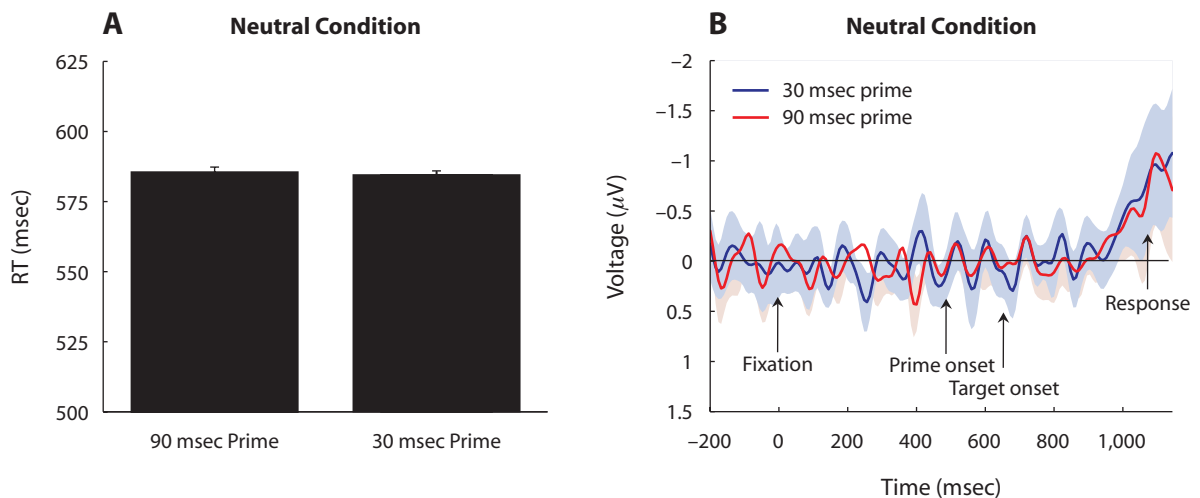 A
Neutral Condition
RT (msec)
625
600
575
550
525
500
90 msec Prime
30 msec Prime
B
Neutral Condition
Voltage (μV)
−2
−1.5
−1
−0.5
0
0.5
1
1.5
30 msec prime
90 msec prime
Fixation
Prime onset
Target onset
Response
−200
0
200
400
600
800
1,000
Time (msec)